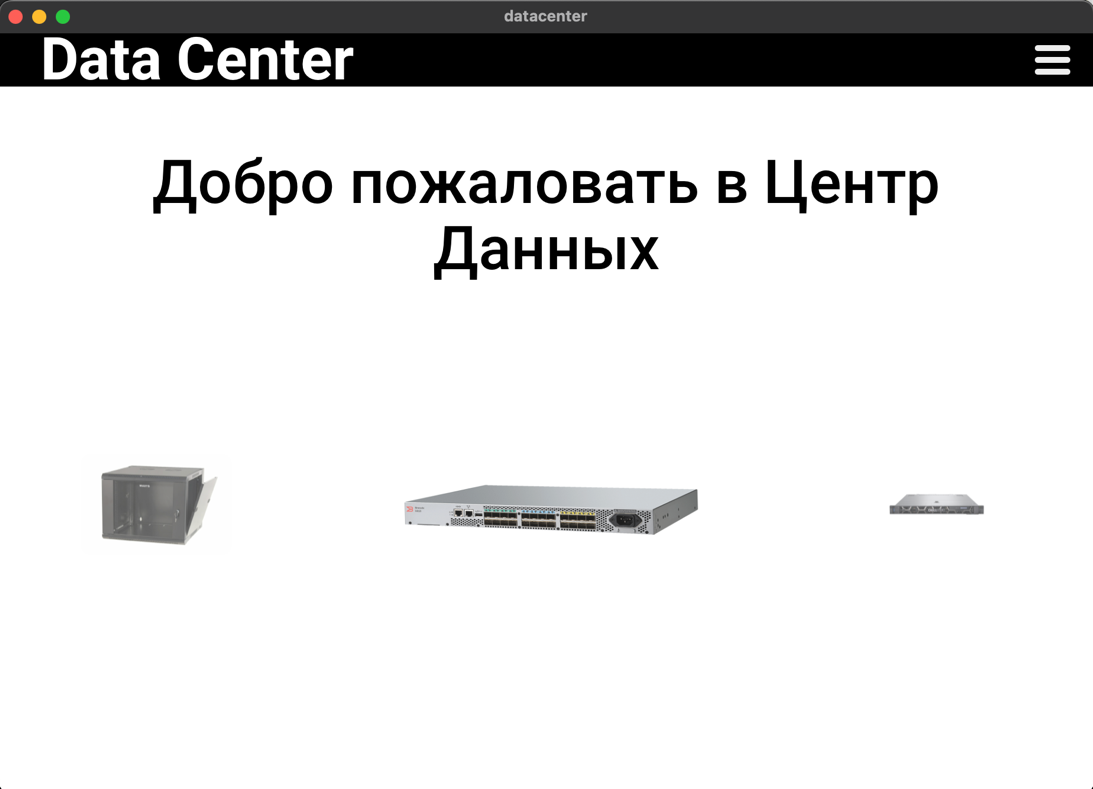 datacenter
Data Center
Добро пожаловать в Центр
Данных